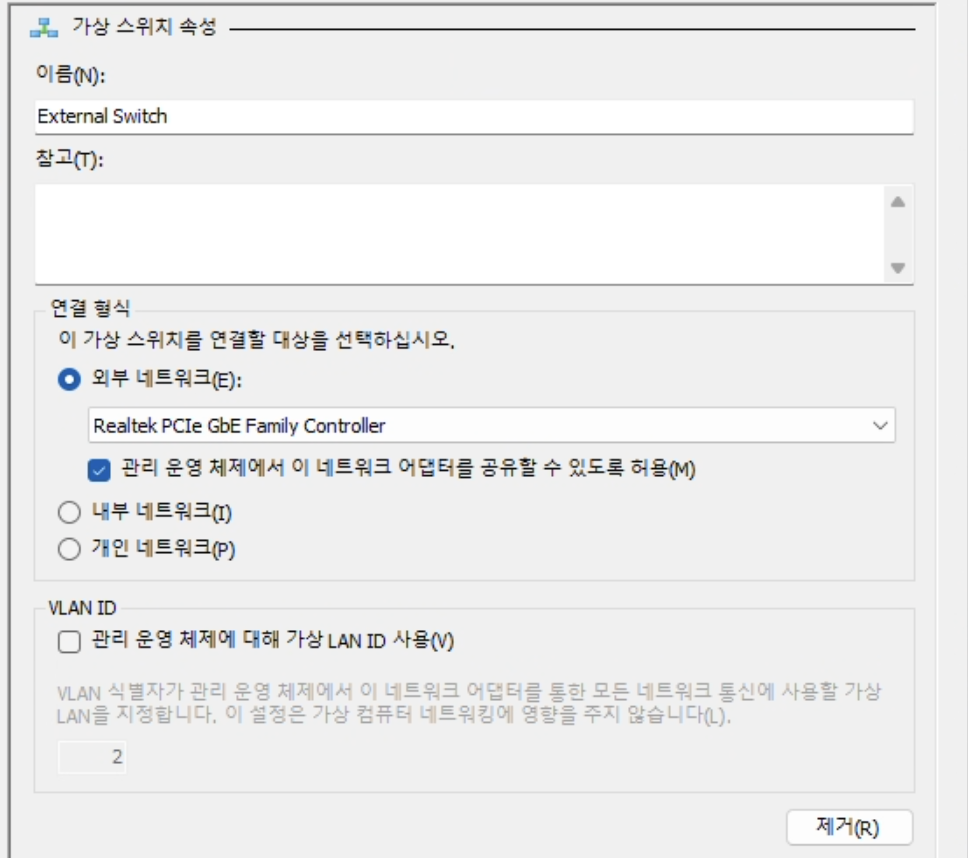 가상 스위치 속성
이름(N):
External Switch
참고(T):
연결 형식
이 가상 스위치를 연결할 대상을 선택하십시오.
외부 네트워크(E):
Realtek PCIe GbE Family Controller
관리 운영 체제에서 이 네트워크 어댑터를 공유할 수 있도록 허용(M)
내부 네트워크(I)
개인 네트워크(P)
VLAN ID
관리 운영 체제에 대해 가상 LAN ID 사용(V)
VLAN 식별자가 관리 운영 체제에서 이 네트워크 어댑터를 통한 모든 네트워크 통신에 사용할 가상
LAN을 지정합니다. 이 설정은 가상 컴퓨터 네트워킹에 영향을 주지 않습니다(L).
2
제거(R)